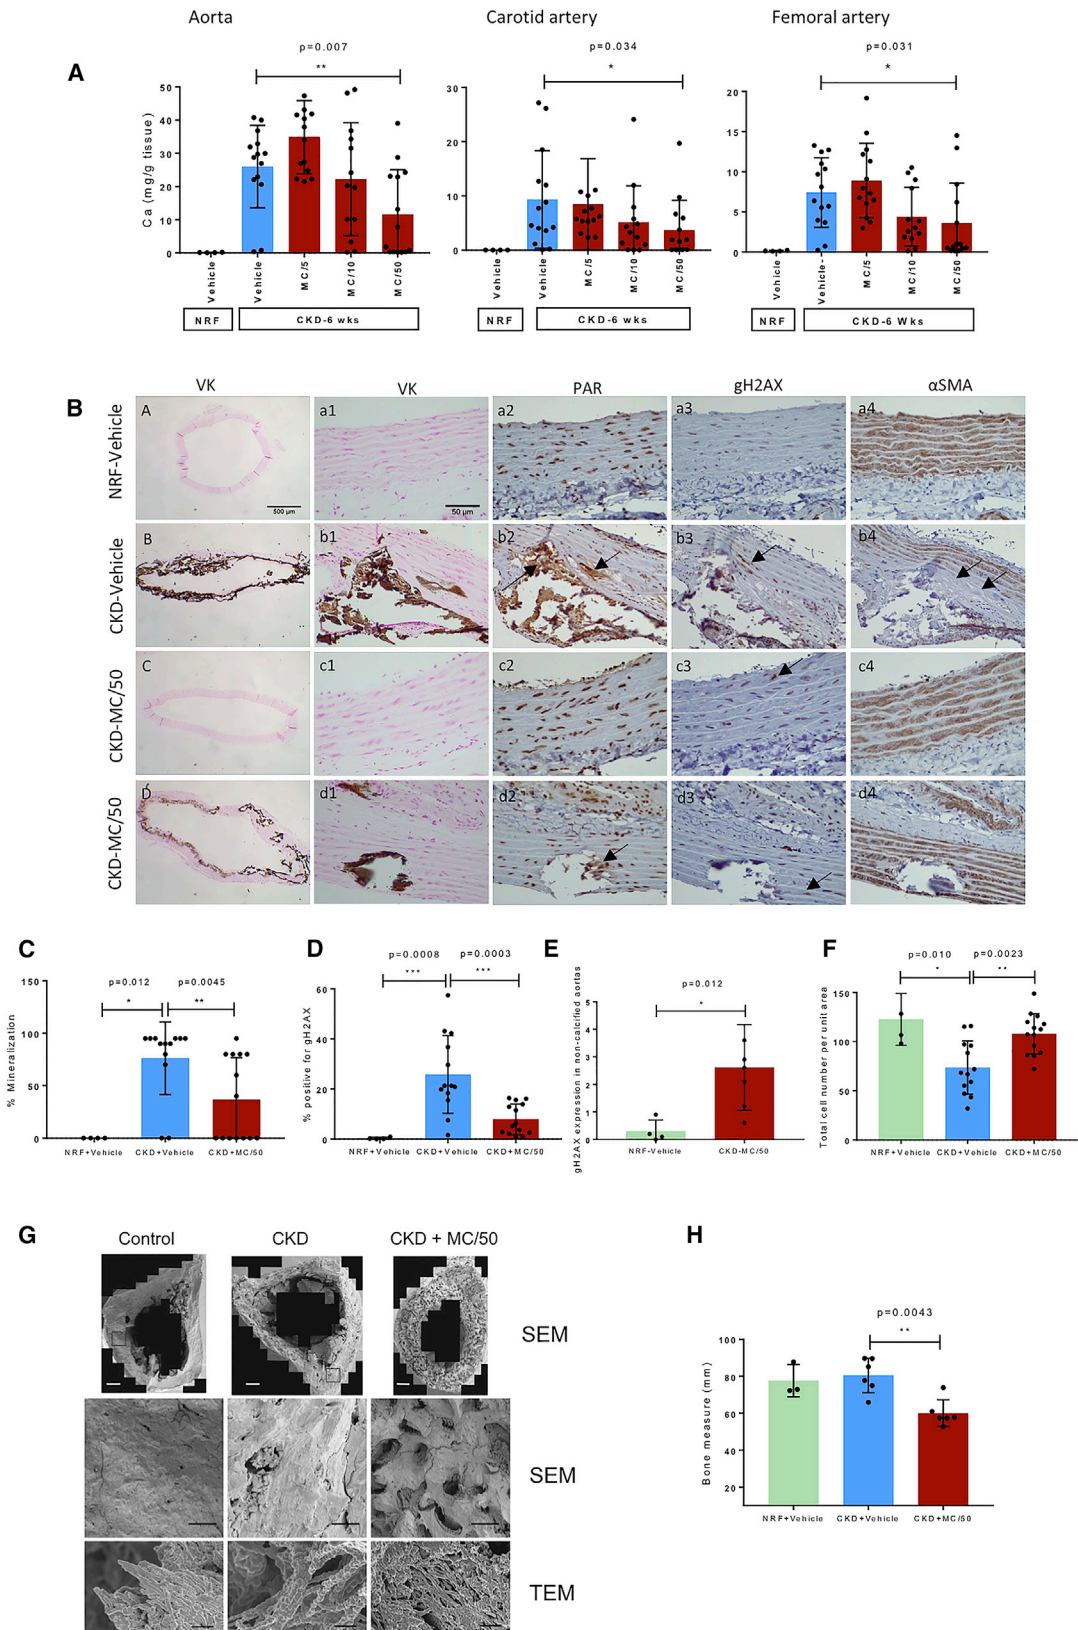 Aorta Carotid artery Femoral artery
A
p=0.007
**
Ca (mg/g tissue)
50
40
30
20
10
0
Vehicle Vehicle MC/5 MC/10 MC/50
NRF CKD-6 wks
p=0.034
*
30
20
10
0
Vehicle Vehicle MC/5 MC/10 MC/50
NRF CKD-6 wks
p=0.031
*
20
15
10
5
0
Vehicle Vehicle- MC/5 MC/10 MC/50
NRF CKD-6 Wks
B
VK VK PAR gH2AX αSMA
NRF-Vehicle
A a1 a2 a3 a4
500 µm 50 µm
CKD-Vehicle
B b1 b2 b3 b4
CKD-MC/50
C c1 c2 c3 c4
CKD-MC/50
D d1 d2 d3 d4
C
p=0.012 p=0.0045
* **
% Mineralization
150
100
50
0
NRF+Vehicle CKD+Vehicle CKD+MC/50
D
p=0.0008 p=0.0003
*** ***
% positive for gH2AX
60
40
20
0
NRF+Vehicle CKD+Vehicle CKD+MC/50
E
p=0.012
*
gH2AX expression in non-calcified aortas
5
4
3
2
1
0
NRF-Vehicle CKD-MC/50
F
p=0.010 p=0.0023
* **
Total cell number per unit area
150
100
50
0
NRF+Vehicle CKD+Vehicle CKD+MC/50
G
Control CKD CKD + MC/50
SEM
SEM
TEM
H
p=0.0043
**
Bone measure (mm)
100
80
60
40
20
NRF+Vehicle CKD+Vehicle CKD+MC/50